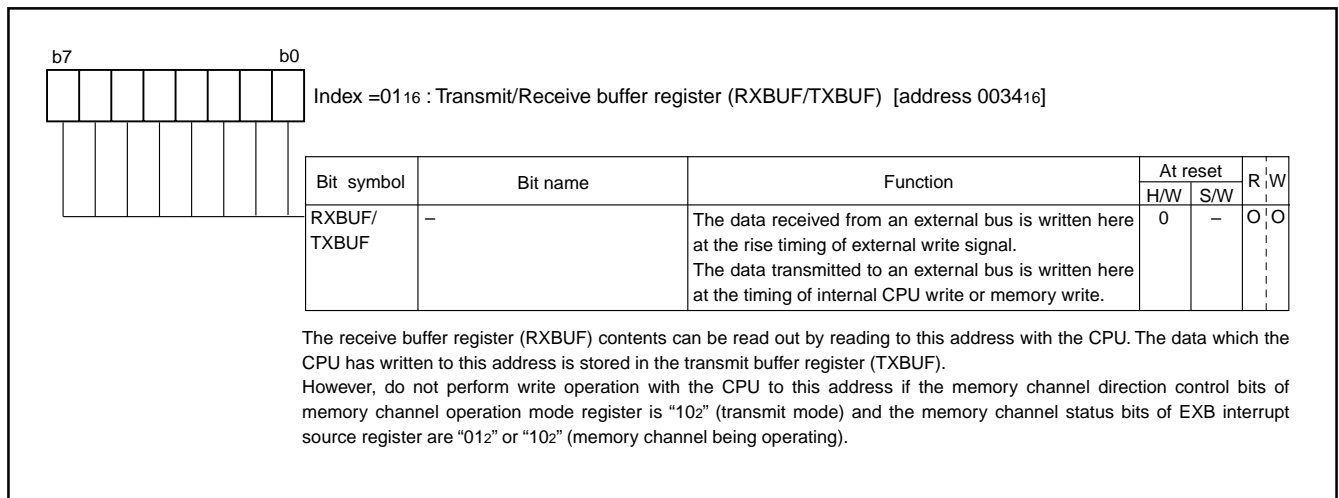 b7 b0
Index =0116 : Transmit/Receive buffer register (RXBUF/TXBUF) [address 003416]
Bit symbol Bit name Function At reset R W
H/W S/W
RXBUF/ – The data received from an external bus is written here 0 – O O
TXBUF at the rise timing of external write signal.
The data transmitted to an external bus is written here
at the timing of internal CPU write or memory write.
The receive buffer register (RXBUF) contents can be read out by reading to this address with the CPU. The data which the
CPU has written to this address is stored in the transmit buffer register (TXBUF).
However, do not perform write operation with the CPU to this address if the memory channel direction control bits of
memory channel operation mode register is “102” (transmit mode) and the memory channel status bits of EXB interrupt
source register are “012” or “102” (memory channel being operating).